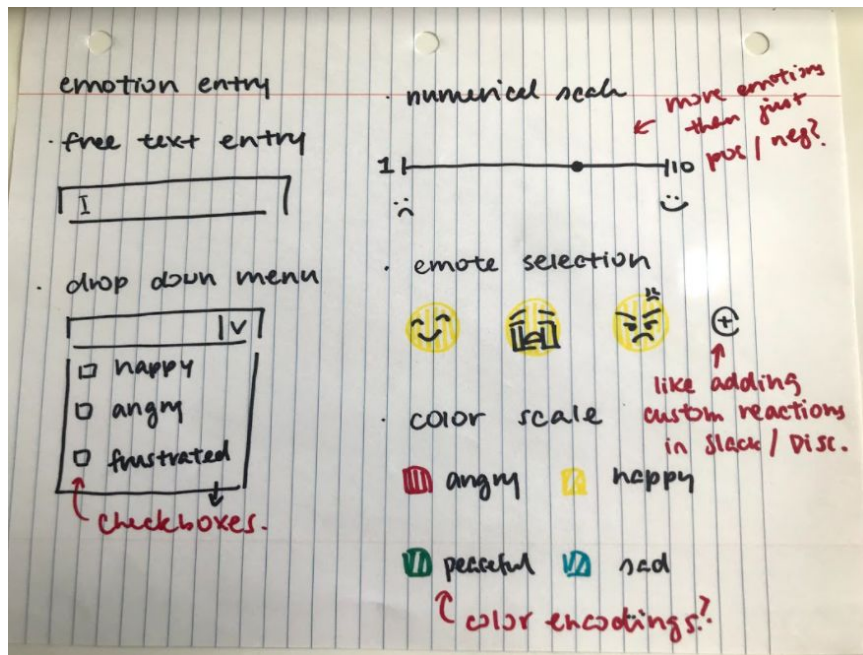 emotion entry
· free text entry
I
· drop down menu
v
happy
angry
frustrated
checkboxes.
· numerical scale
1
10
more emotions
then just
pos / neg?
· emote selection
+
like adding
custom reactions
in Slack / Disc.
· color scale
angry
happy
peaceful
sad
color encodings?